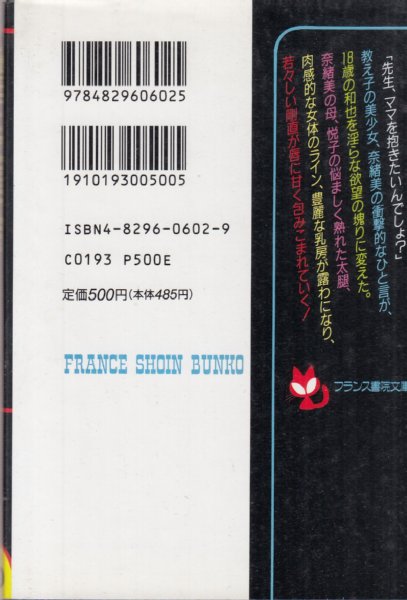 「先生、ママを抱きたいんでしょ?」
教え子の美少女、奈緒美の衝撃的なひと言が、
18歳の和也を淫らな欲望の塊りに変えた。
奈緒美の母、悦子の悩ましく熟れた太腿、
肉感的な女体のライン、豊麗な乳房が露わになり、
若々しい剛直が唇に甘く包みこまれていく!
フランス書院文庫
9784829606025
1910193005005
ISBN4-8296-0602-9
C0193 P500E
定価500円(本体485円)
FRANCE SHOIN BUNKO